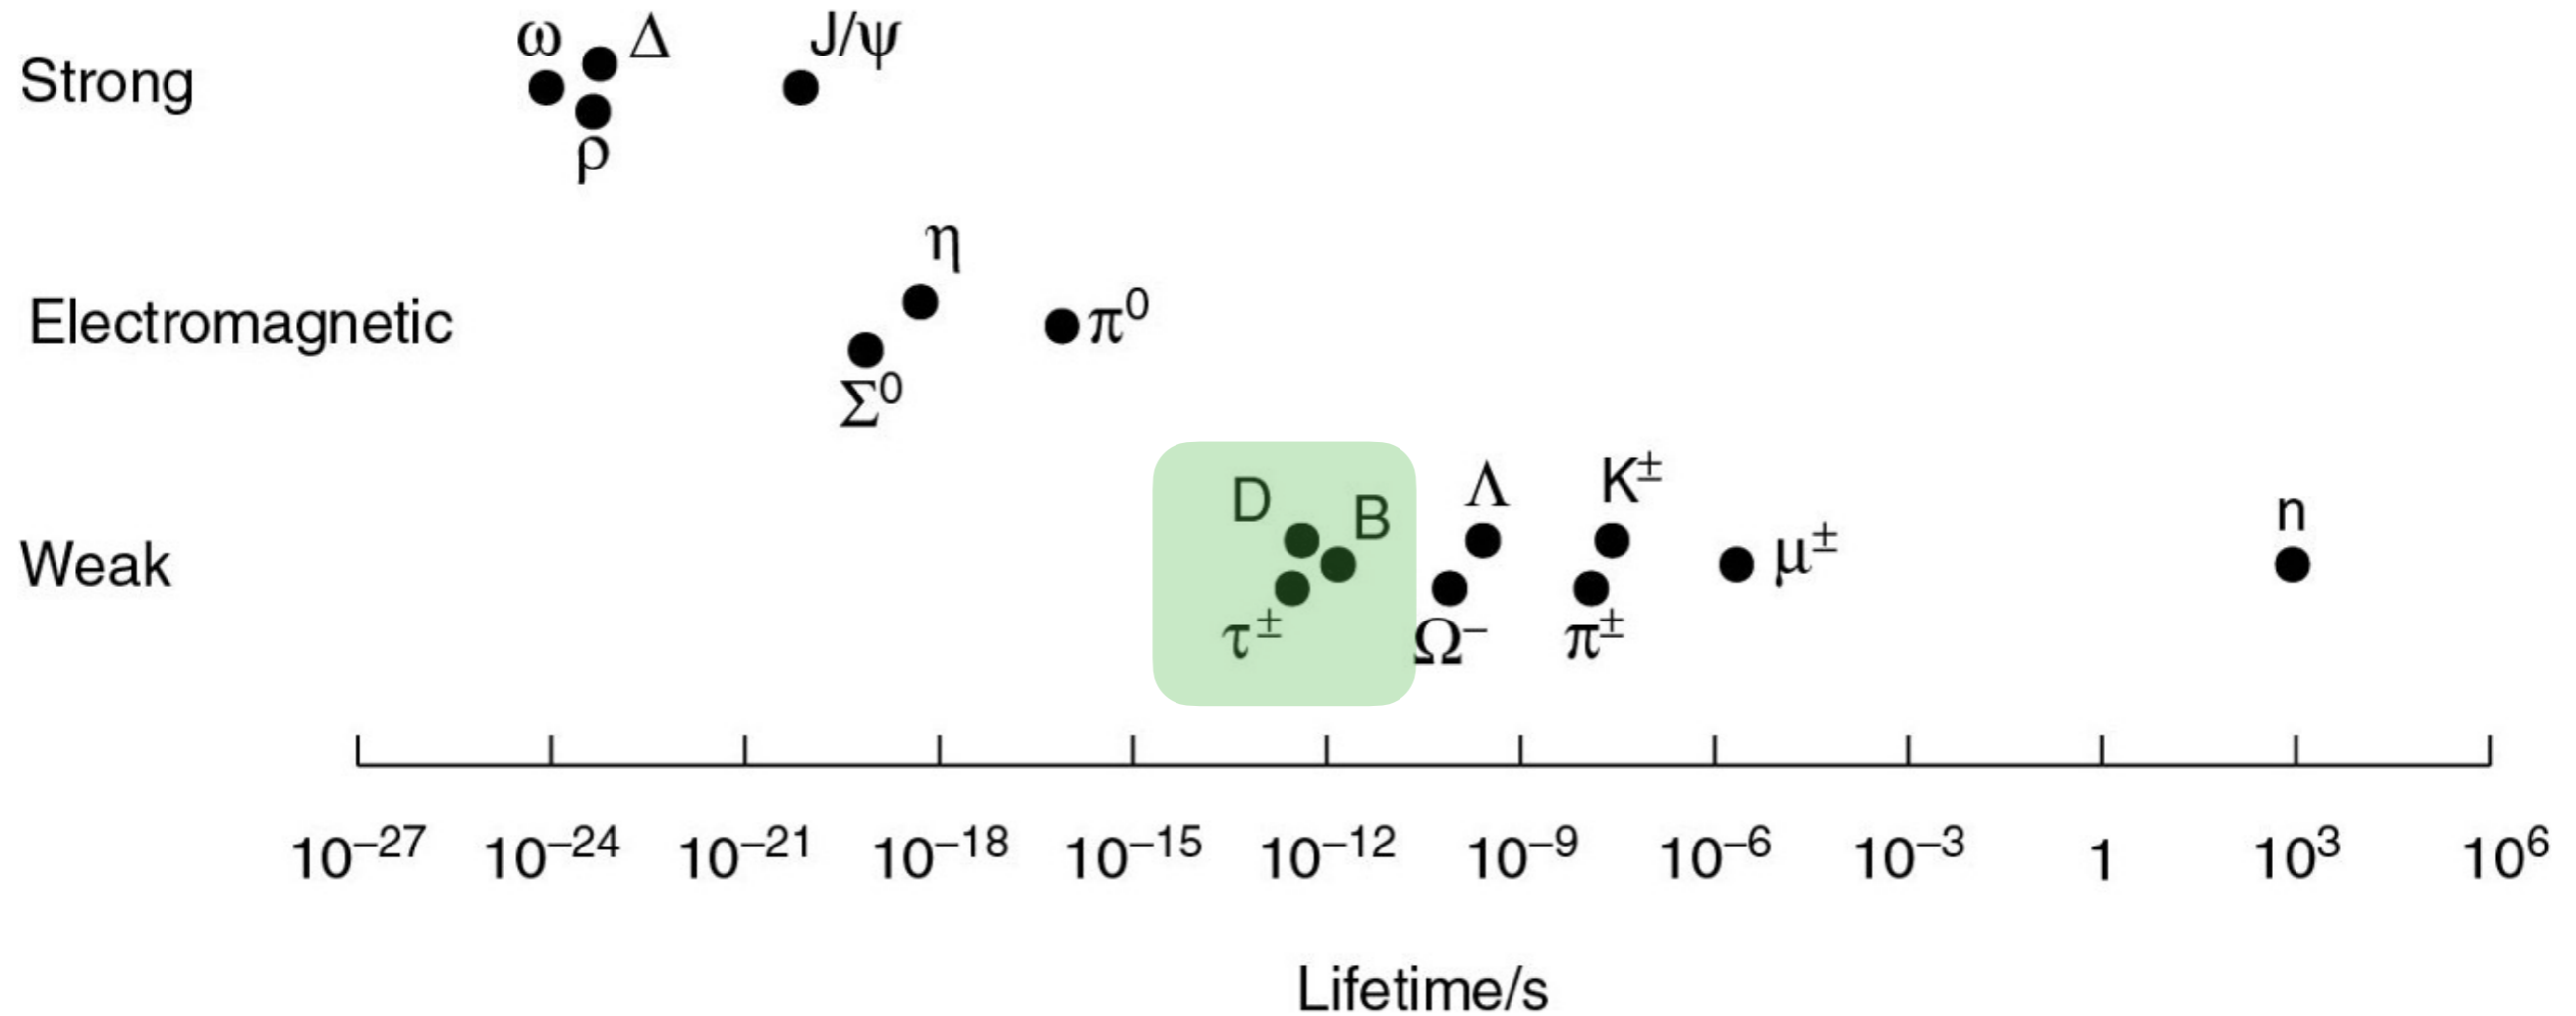 ω Δ J/ψ
Strong
ρ
η
Electromagnetic π⁰
Σ⁰
D B Λ K± n
Weak μ±
τ± Ω⁻ π±
10⁻²⁷ 10⁻²⁴ 10⁻²¹ 10⁻¹⁸ 10⁻¹⁵ 10⁻¹² 10⁻⁹ 10⁻⁶ 10⁻³ 1 10³ 10⁶
Lifetime/s